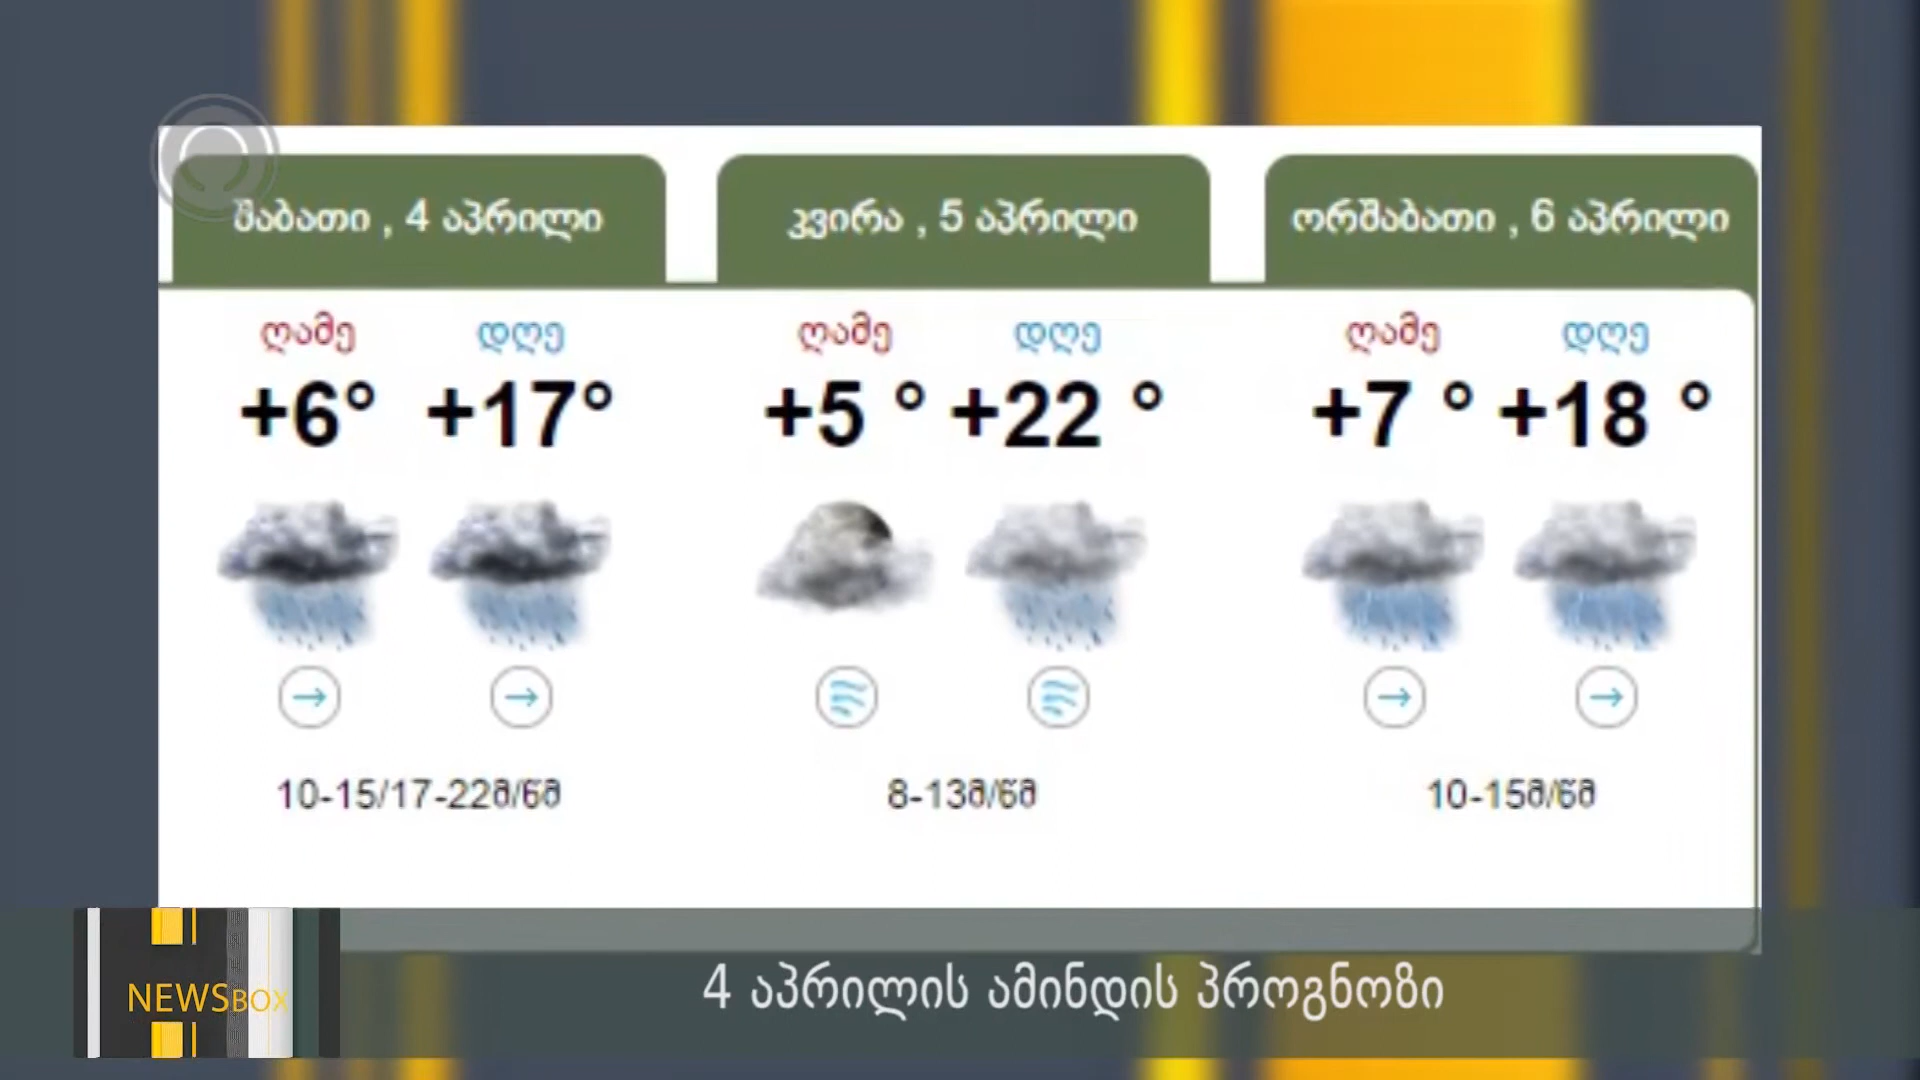 შაბათი , 4 აპრილი
კვირა , 5 აპრილი
ორშაბათი , 6 აპრილი
ღამე დღე
+6° +17°
ღამე დღე
+5 ° +22 °
ღამე დღე
+7 ° +18 °
10-15/17-22მ/წმ
8-13მ/წმ
10-15მ/წმ
NEWSBOX
4 აპრილის ამინდის პროგნოზი